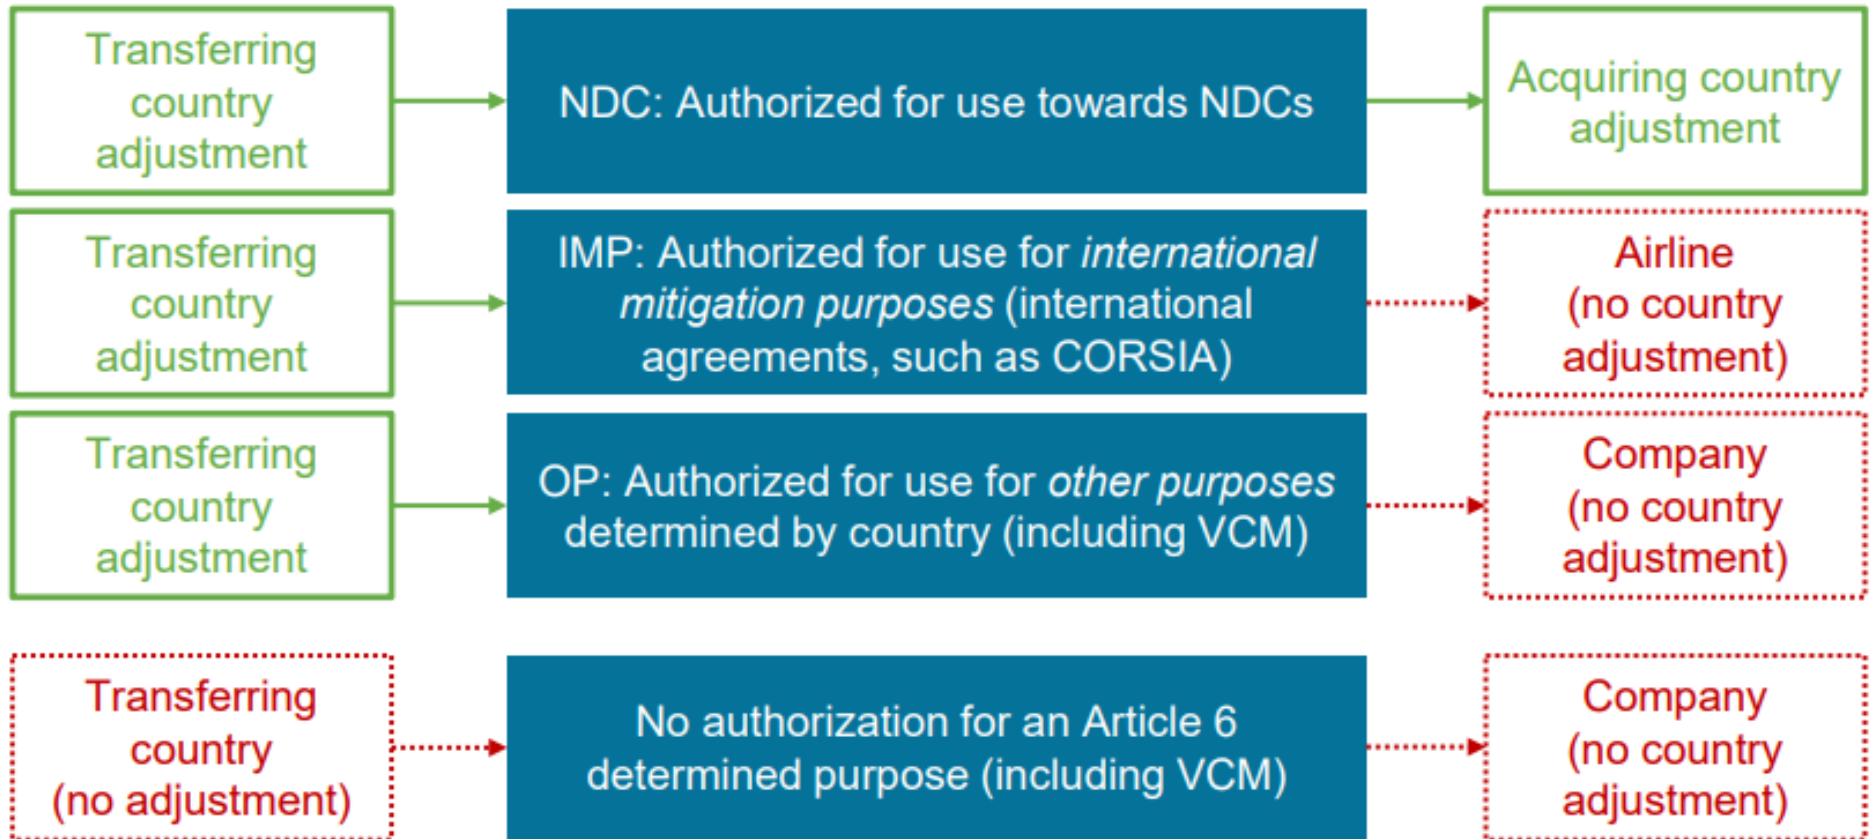 Transferring
country
adjustment
NDC: Authorized for use towards NDCs
Acquiring country
adjustment
Transferring
country
adjustment
IMP: Authorized for use for international
mitigation purposes (international
agreements, such as CORSIA)
Airline
(no country
adjustment)
Transferring
country
adjustment
OP: Authorized for use for other purposes
determined by country (including VCM)
Company
(no country
adjustment)
Transferring
country
(no adjustment)
No authorization for an Article 6
determined purpose (including VCM)
Company
(no country
adjustment)